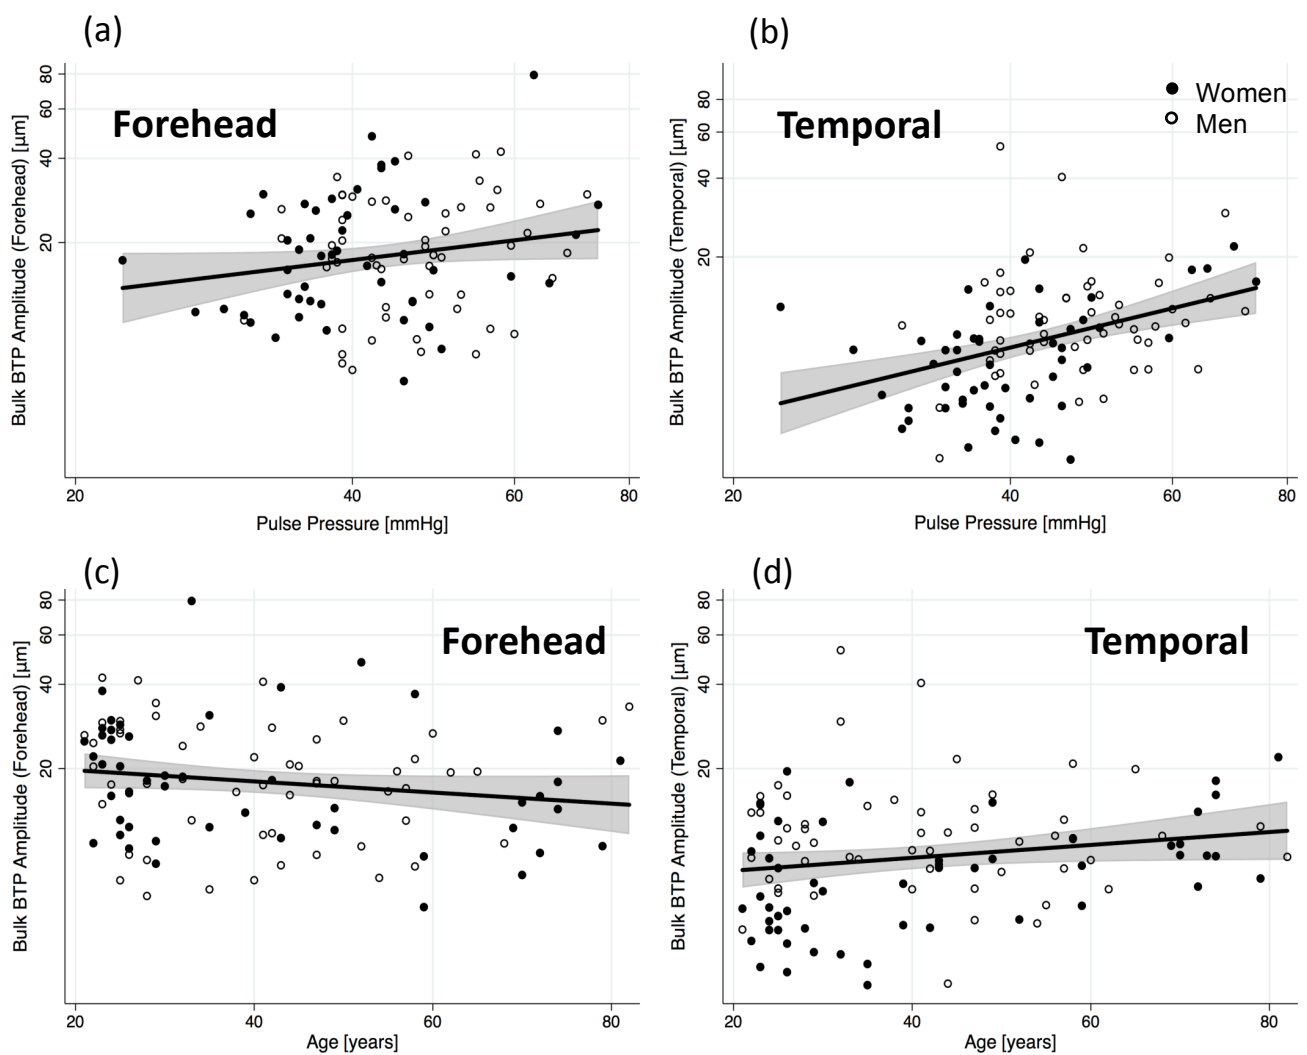 (a)
Forehead
80
60
40
20
Bulk BTP Amplitude (Forehead) [µm]
20
40
60
80
Pulse Pressure [mmHg]
(b)
Temporal
Women
Men
80
60
40
20
Bulk BTP Amplitude (Temporal) [µm]
20
40
60
80
Pulse Pressure [mmHg]
(c)
Forehead
80
60
40
20
Bulk BTP Amplitude (Forehead) [µm]
20
40
60
80
Age [years]
(d)
Temporal
80
60
40
20
Bulk BTP Amplitude (Temporal) [µm]
20
40
60
80
Age [years]